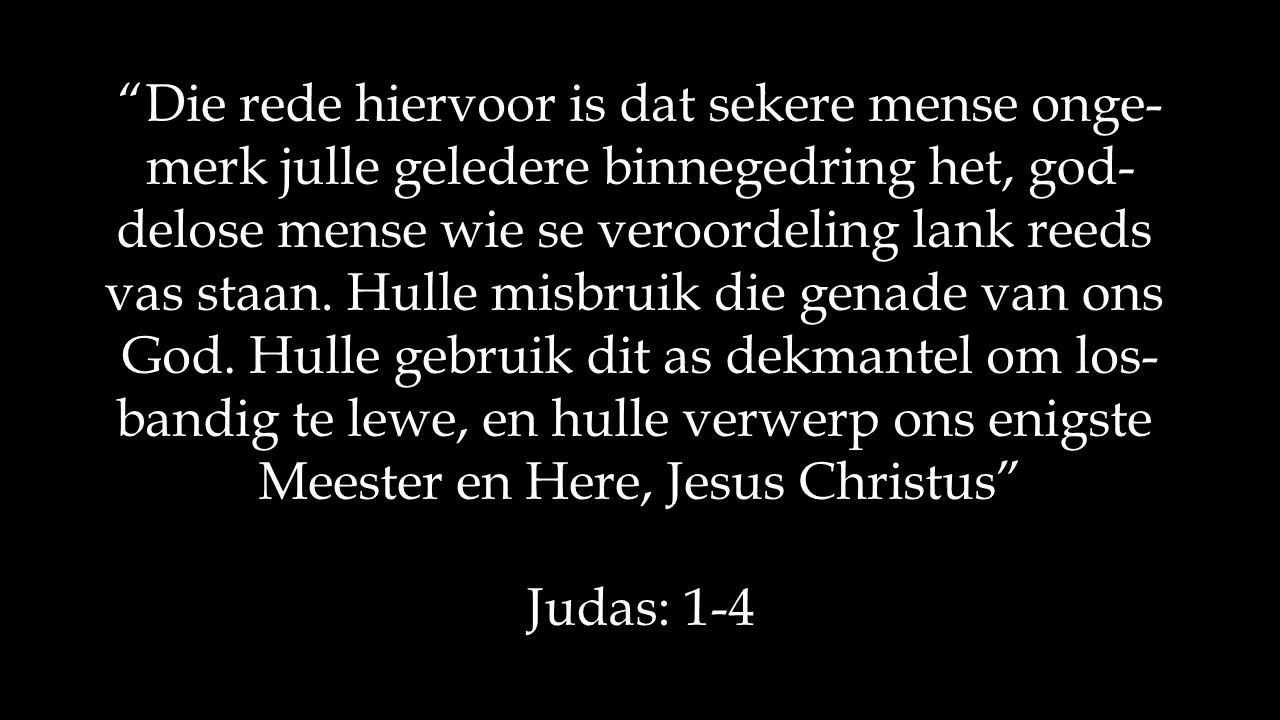 “Die rede hiervoor is dat sekere mense onge-
merk julle geledere binnegedring het, god-
delose mense wie se veroordeling lank reeds
vas staan. Hulle misbruik die genade van ons
God. Hulle gebruik dit as dekmantel om los-
bandig te lewe, en hulle verwerp ons enigste
Meester en Here, Jesus Christus”
Judas: 1-4